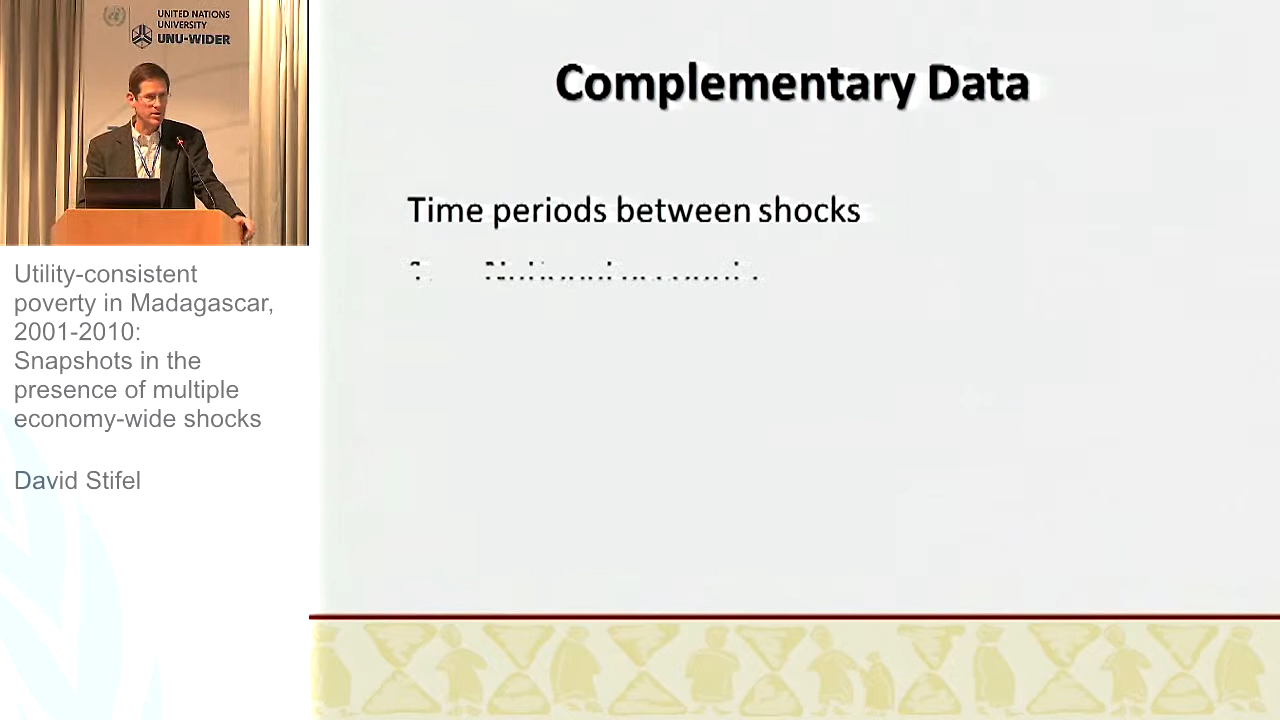 UNITED NATIONS
UNIVERSITY
UNU-WIDER
Complementary Data
Time periods between shocks
Utility-consistent
poverty in Madagascar,
2001-2010:
Snapshots in the
presence of multiple
economy-wide shocks
David Stifel